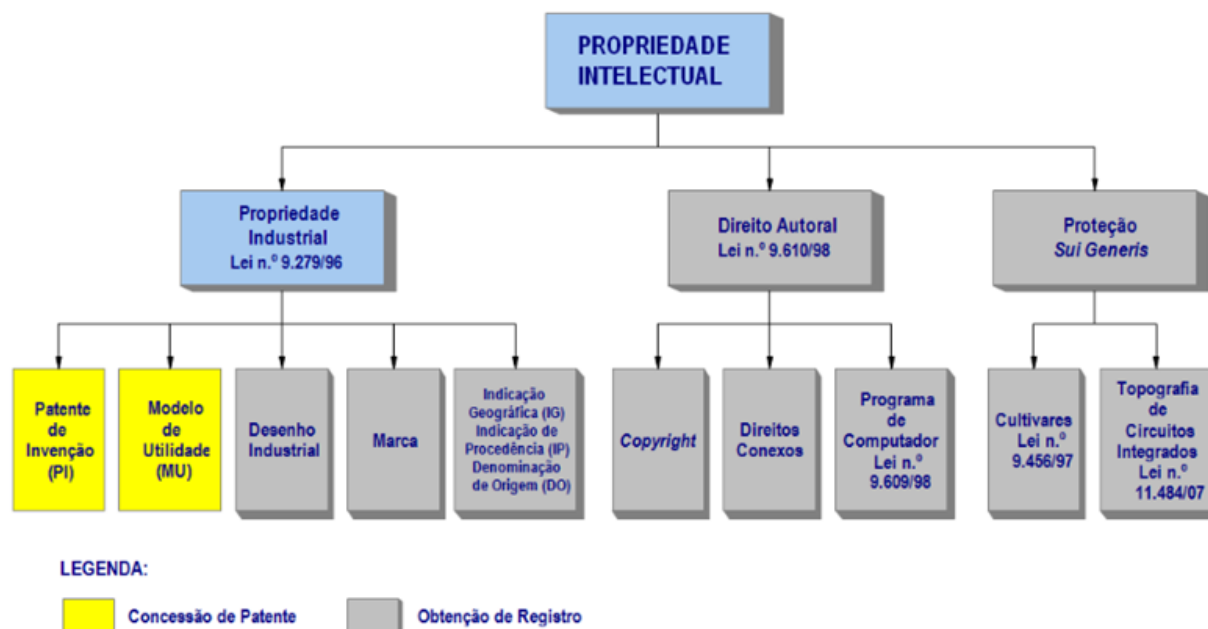 PROPRIEDADE
INTELECTUAL
Propriedade
Industrial
Lei n.º 9.279/96
Direito Autoral
Lei n.º 9.610/98
Proteção
Sui Generis
Patente
de
Invenção
(PI)
Modelo
de
Utilidade
(MU)
Desenho
Industrial
Marca
Indicação
Geográfica (IG)
Indicação de
Procedência (IP)
Denominação
de Origem (DO)
Copyright
Direitos
Conexos
Programa
de
Computador
Lei n.º
9.609/98
Cultivares
Lei n.º
9.456/97
Topografia
de
Circuitos
Integrados
Lei n.º
11.484/07
LEGENDA:
Concessão de Patente
Obtenção de Registro